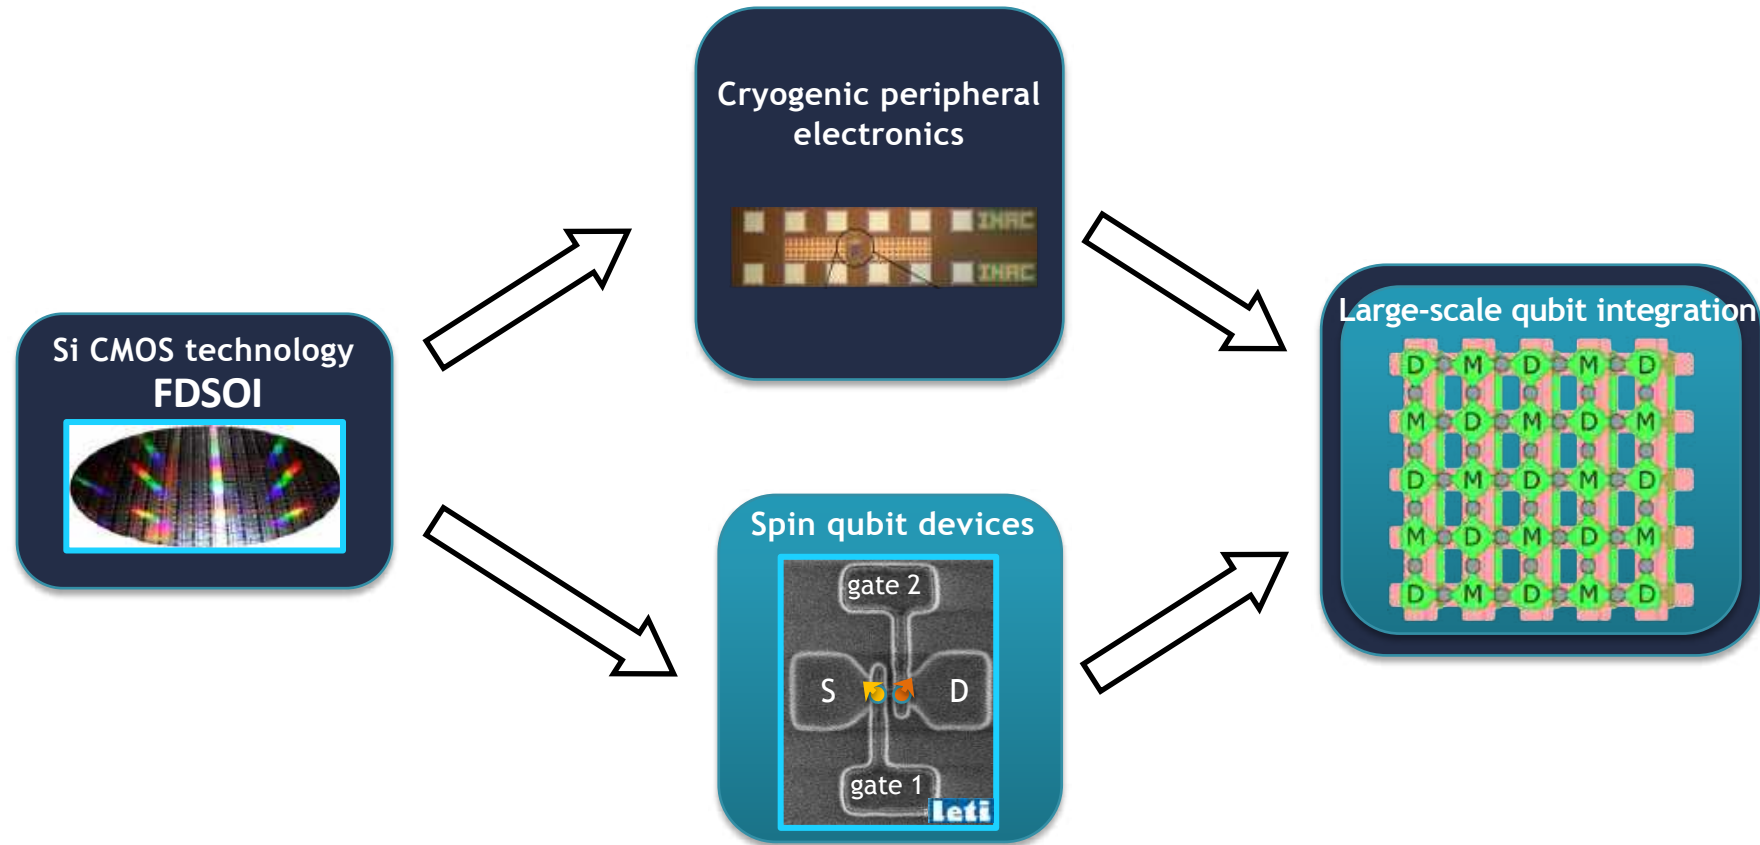 Cryogenic peripheral
electronics
INAC
INAC
Si CMOS technology
FDSOI
Large-scale qubit integration
D M D M D
M D M D M
D M D M D
M D M D M
D M D M D
Spin qubit devices
gate 2
S D
gate 1
leti